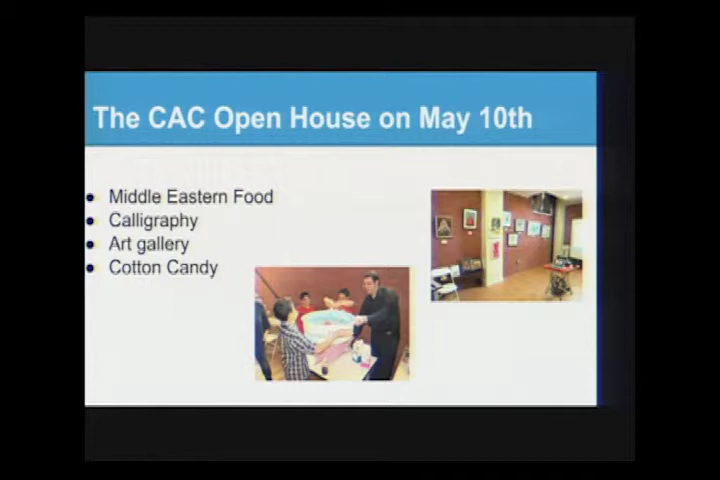 The CAC Open House on May 10th
Middle Eastern Food
Calligraphy
Art gallery
Cotton Candy